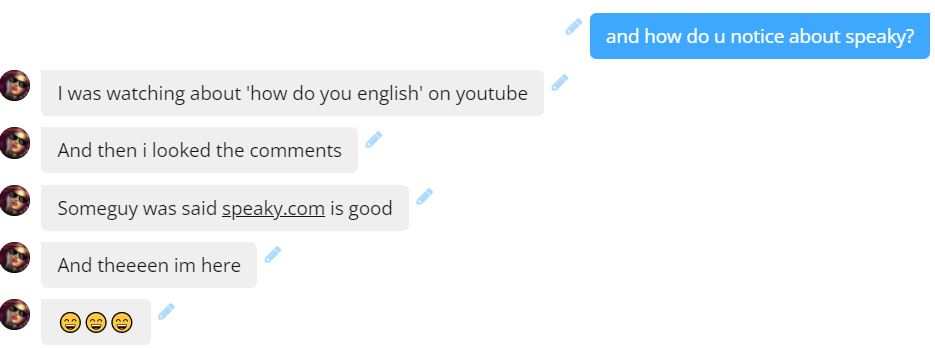 and how do u notice about speaky?
I was watching about 'how do you english' on youtube
And then i looked the comments
Someguy was said speaky.com is good
And theeeen im here
😄😄😄